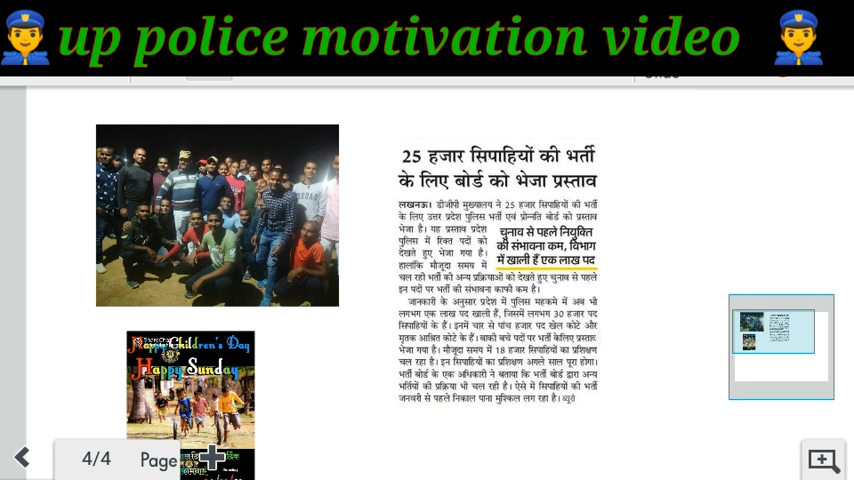 up police motivation video
25 हजार सिपाहियों की भर्ती
के लिए बोर्ड को भेजा प्रस्ताव
लखनऊ। डीजीपी मुख्यालय ने 25 हजार सिपाहियों की भर्ती
के लिए उत्तर प्रदेश पुलिस भर्ती एवं प्रोन्नति बोर्ड को प्रस्ताव
भेजा है। यह प्रस्ताव प्रदेश
पुलिस में रिक्त पदों को
देखते हुए भेजा गया है।
हालांकि मौजूदा समय में
चुनाव से पहले नियुक्ति
की संभावना कम, विभाग
में खाली हैं एक लाख पद
चल रही भर्ती की अन्य प्रक्रियाओं को देखते हुए चुनाव से पहले
इन पदों पर भर्ती की संभावना काफी कम है।
जानकारी के अनुसार प्रदेश में पुलिस महकमे में अब भी
लगभग एक लाख पद खाली हैं, जिसमें लगभग 30 हजार पद
सिपाहियों के हैं। इनमें चार से पांच हजार पद खेल कोटे और
मृतक आश्रित कोटे के हैं। बाकी बचे पदों पर भर्ती केलिए प्रस्ताव
भेजा गया है। मौजूदा समय में 18 हजार सिपाहियों का प्रशिक्षण
चल रहा है। इन सिपाहियों का प्रशिक्षण अगले साल पूरा होगा।
भर्ती बोर्ड के एक अधिकारी ने बताया कि भर्ती बोर्ड द्वारा अन्य
भर्तियों की प्रक्रिया भी चल रही है। ऐसे में सिपाहियों की भर्ती
जनवरी से पहले निकाल पाना मुश्किल लग रहा है। ब्यूरो
Happy Children's Day
Happy Sunday
4/4 Page